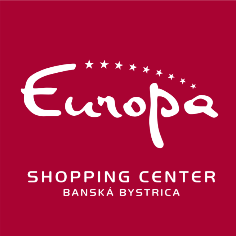 Europa
SHOPPING CENTER
BANSKÁ BYSTRICA